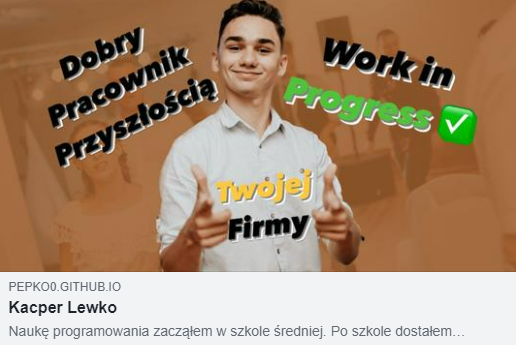 Dobry
Pracownik
Przyszłością
Work in
Progress ✅
Twojej
Firmy
PEPKO0.GITHUB.IO
Kacper Lewko
Naukę programowania zacząłem w szkole średniej. Po szkole dostałem…